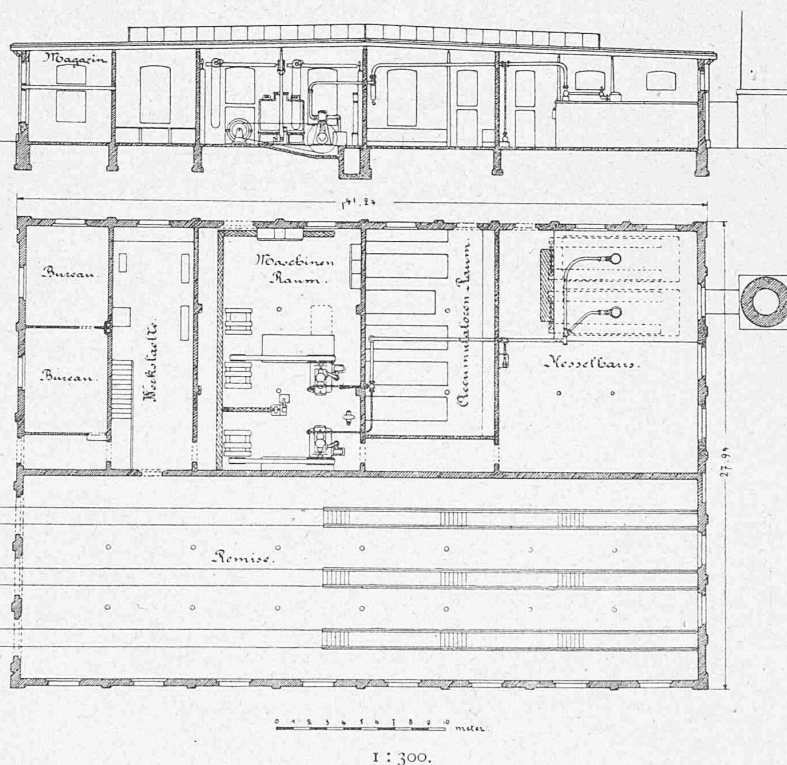 Magazin
41,24
Bureau.
Bureau.
Werkstaette.
Maschinen
Raum.
Accumulatoren Raum.
Kesselhaus.
27.94
Remise.
0 1 2 3 4 5 6 7 8 9 10 meter.
1 : 300.